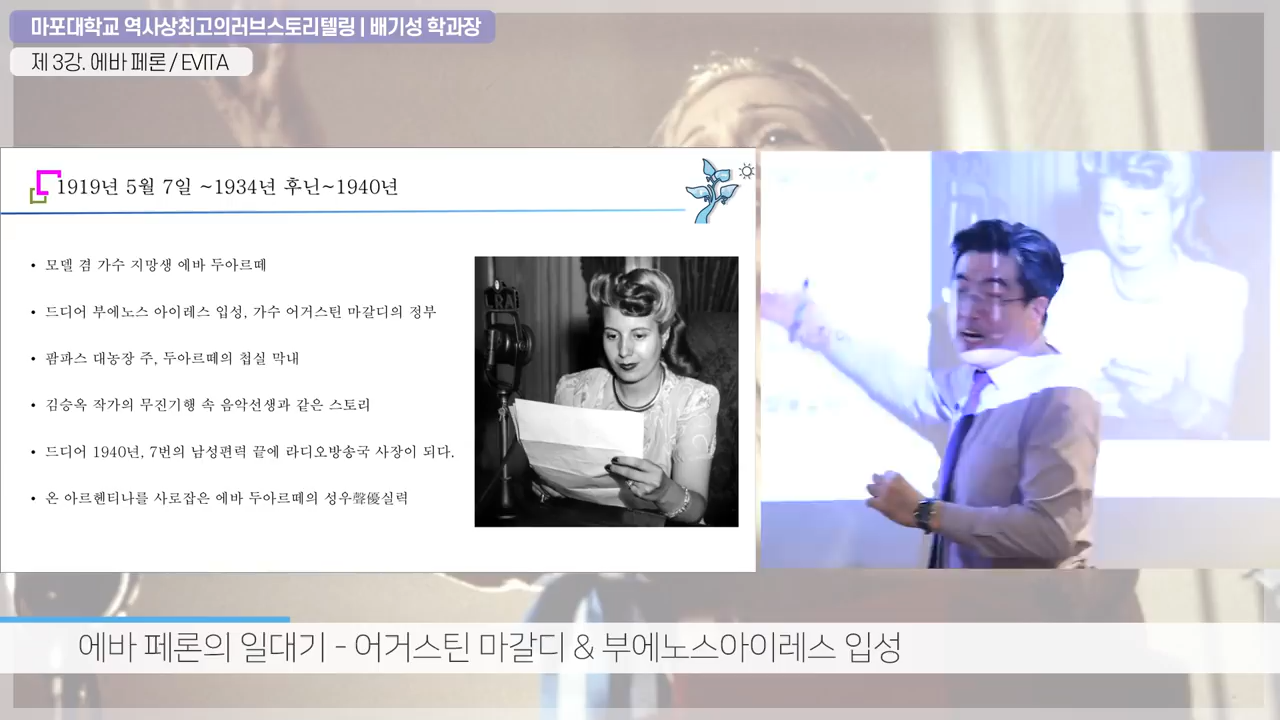 마포대학교 역사상최고의러브스토리텔링 | 배기성 학과장
제 3강. 에바 페론 / EVITA
1919년 5월 7일 ~1934년 후닌~1940년
• 모델 겸 가수 지망생 에바 두아르떼
• 드디어 부에노스 아이레스 입성, 가수 어거스틴 마갈디의 정부
• 팜파스 대농장 주, 두아르떼의 첩실 막내
• 김승옥 작가의 무진기행 속 음악선생과 같은 스토리
• 드디어 1940년, 7번의 남성편력 끝에 라디오방송국 사장이 되다.
• 온 아르헨티나를 사로잡은 에바 두아르떼의 성우聲優실력
에바 페론의 일대기 - 어거스틴 마갈디 & 부에노스아이레스 입성